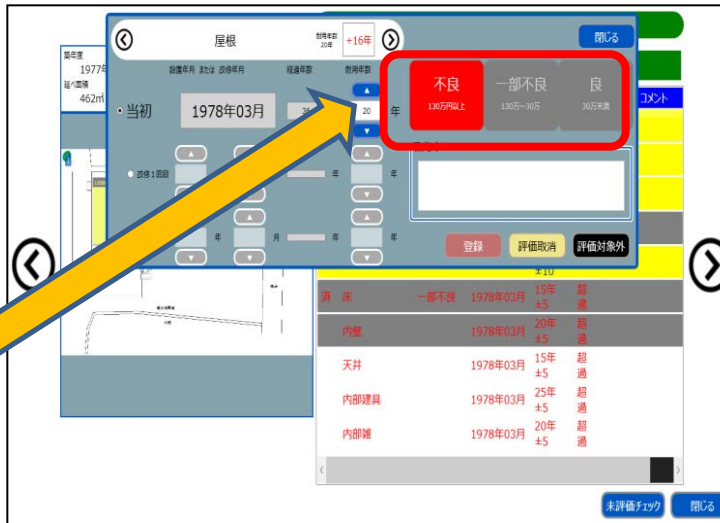 屋根
耐用年数
20年
+16年
閉じる
築年度
1977年
延べ面積
462㎡
設置年月 または 改修年月
経過年数
耐用年数
当初
1978年03月
20
年
不良
130万円以上
一部不良
130万～30万
良
30万未満
コメント
改修1回目
年
年
年
月
年
年
登録
評価取消
評価対象外
±10
済 床 一部不良 1978年03月 15年 ±5 超過
内壁 1978年03月 20年 ±5 超過
天井 1978年03月 15年 ±5 超過
内部建具 1978年03月 25年 ±5 超過
内部雑 1978年03月 20年 ±5 超過
未評価チェック
閉じる